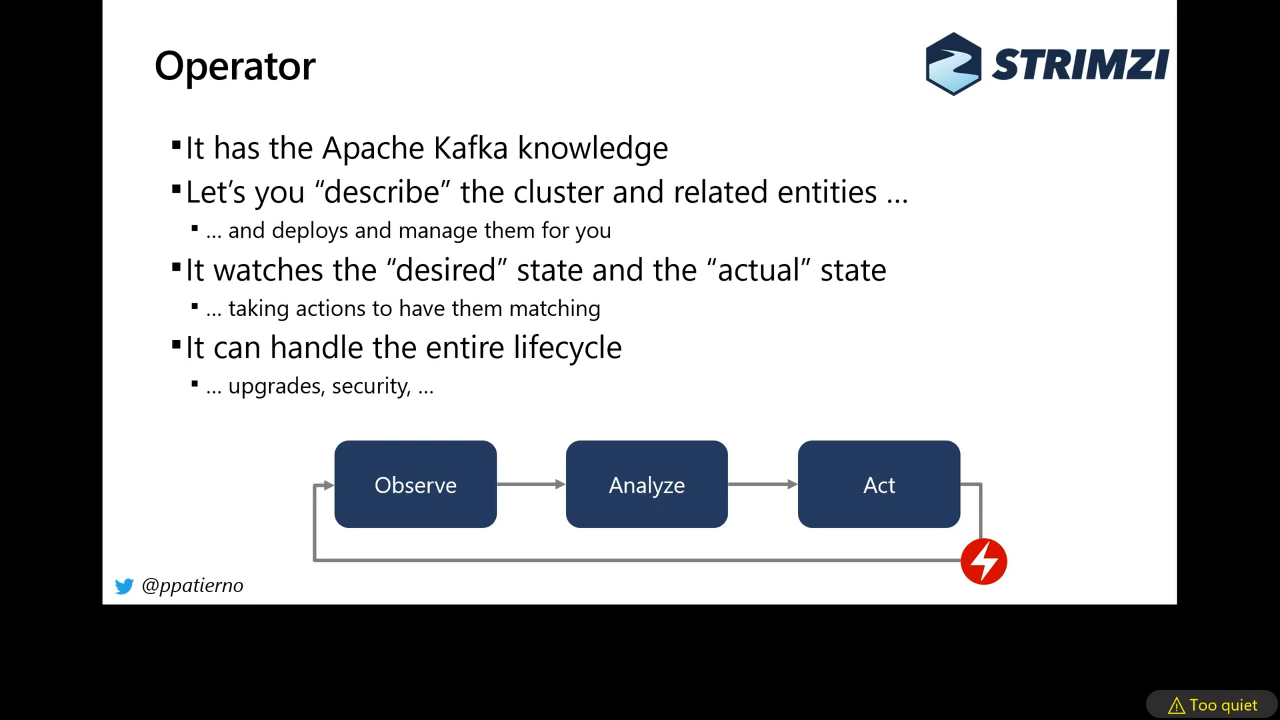 Operator
STRIMZI
▪It has the Apache Kafka knowledge
▪Let’s you “describe” the cluster and related entities …
▪ … and deploys and manage them for you
▪It watches the “desired” state and the “actual” state
▪ … taking actions to have them matching
▪It can handle the entire lifecycle
▪ … upgrades, security, …
Observe
Analyze
Act
@ppatierno
Too quiet